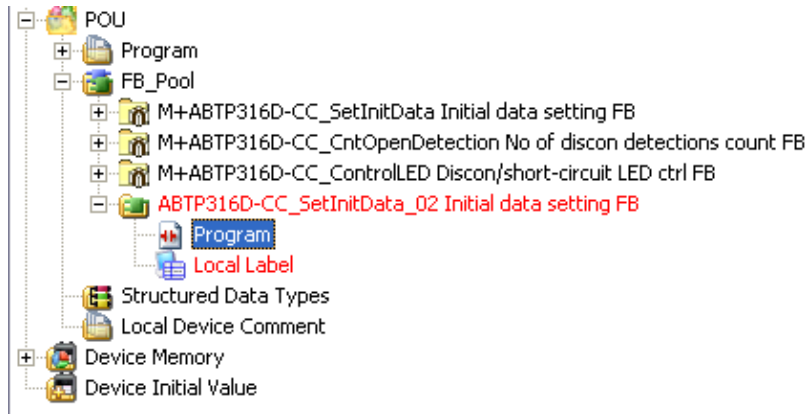 POU
Program
FB_Pool
M+ABTP316D-CC_SetInitData Initial data setting FB
M+ABTP316D-CC_CntOpenDetection No of discon detections count FB
M+ABTP316D-CC_ControlLED Discon/short-circuit LED ctrl FB
ABTP316D-CC_SetInitData_02 Initial data setting FB
Program
Local Label
Structured Data Types
Local Device Comment
Device Memory
Device Initial Value